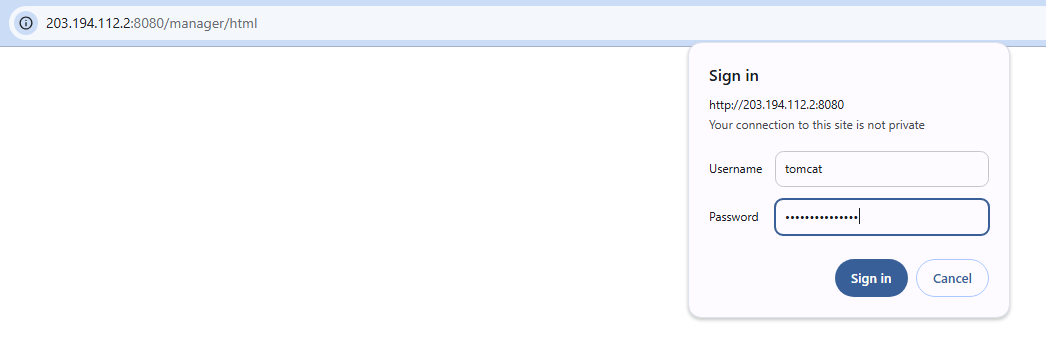 203.194.112.2:8080/manager/html
Sign in
http://203.194.112.2:8080
Your connection to this site is not private
Username tomcat
Password •••••••••••••••
Sign in Cancel